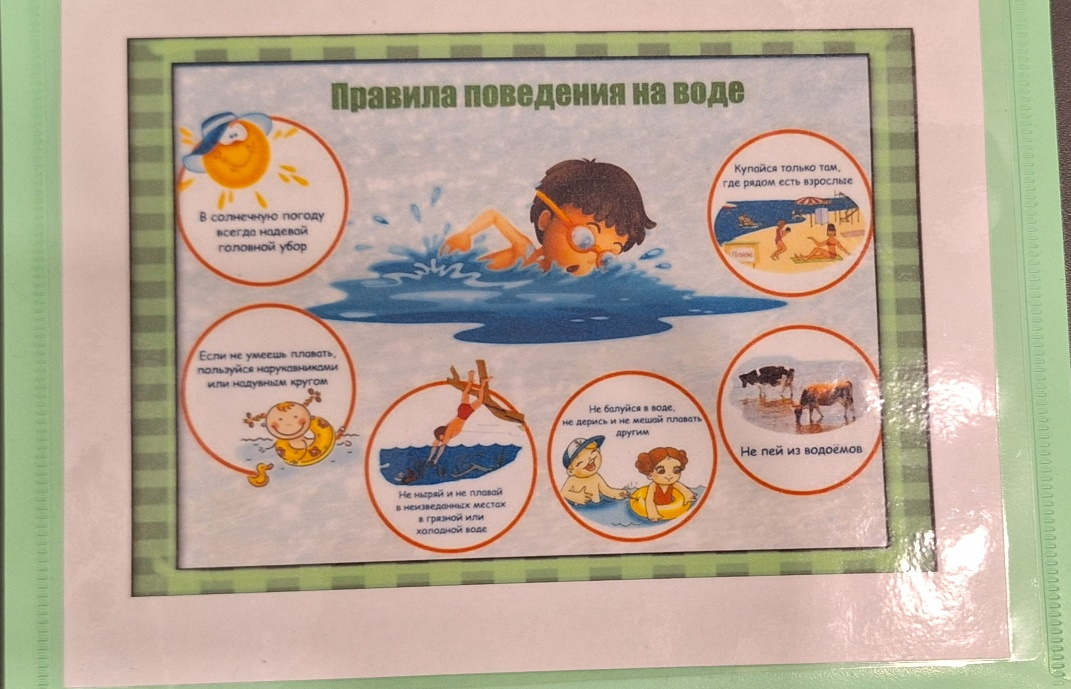 Правила поведения на воде
В солнечную погоду
всегда надевай
головной убор
Купайся только там,
где рядом есть взрослые
Пляж
Если не умеешь плавать,
пользуйся нарукавниками
или надувным кругом
Не ныряй и не плавай
в неизведанных местах
в грязной или
холодной воде
Не балуйся в воде,
не дерись и не мешай плавать
другим
Не пей из водоёмов